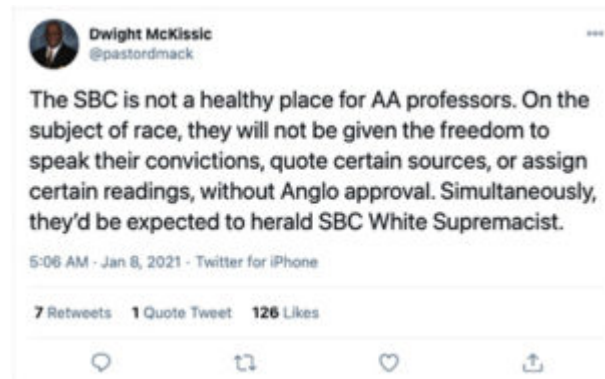 Dwight McKissic
@pastordmack
The SBC is not a healthy place for AA professors. On the
subject of race, they will not be given the freedom to
speak their convictions, quote certain sources, or assign
certain readings, without Anglo approval. Simultaneously,
they'd be expected to herald SBC White Supremacist.
5:06 AM · Jan 8, 2021 · Twitter for iPhone
7 Retweets 1 Quote Tweet 126 Likes